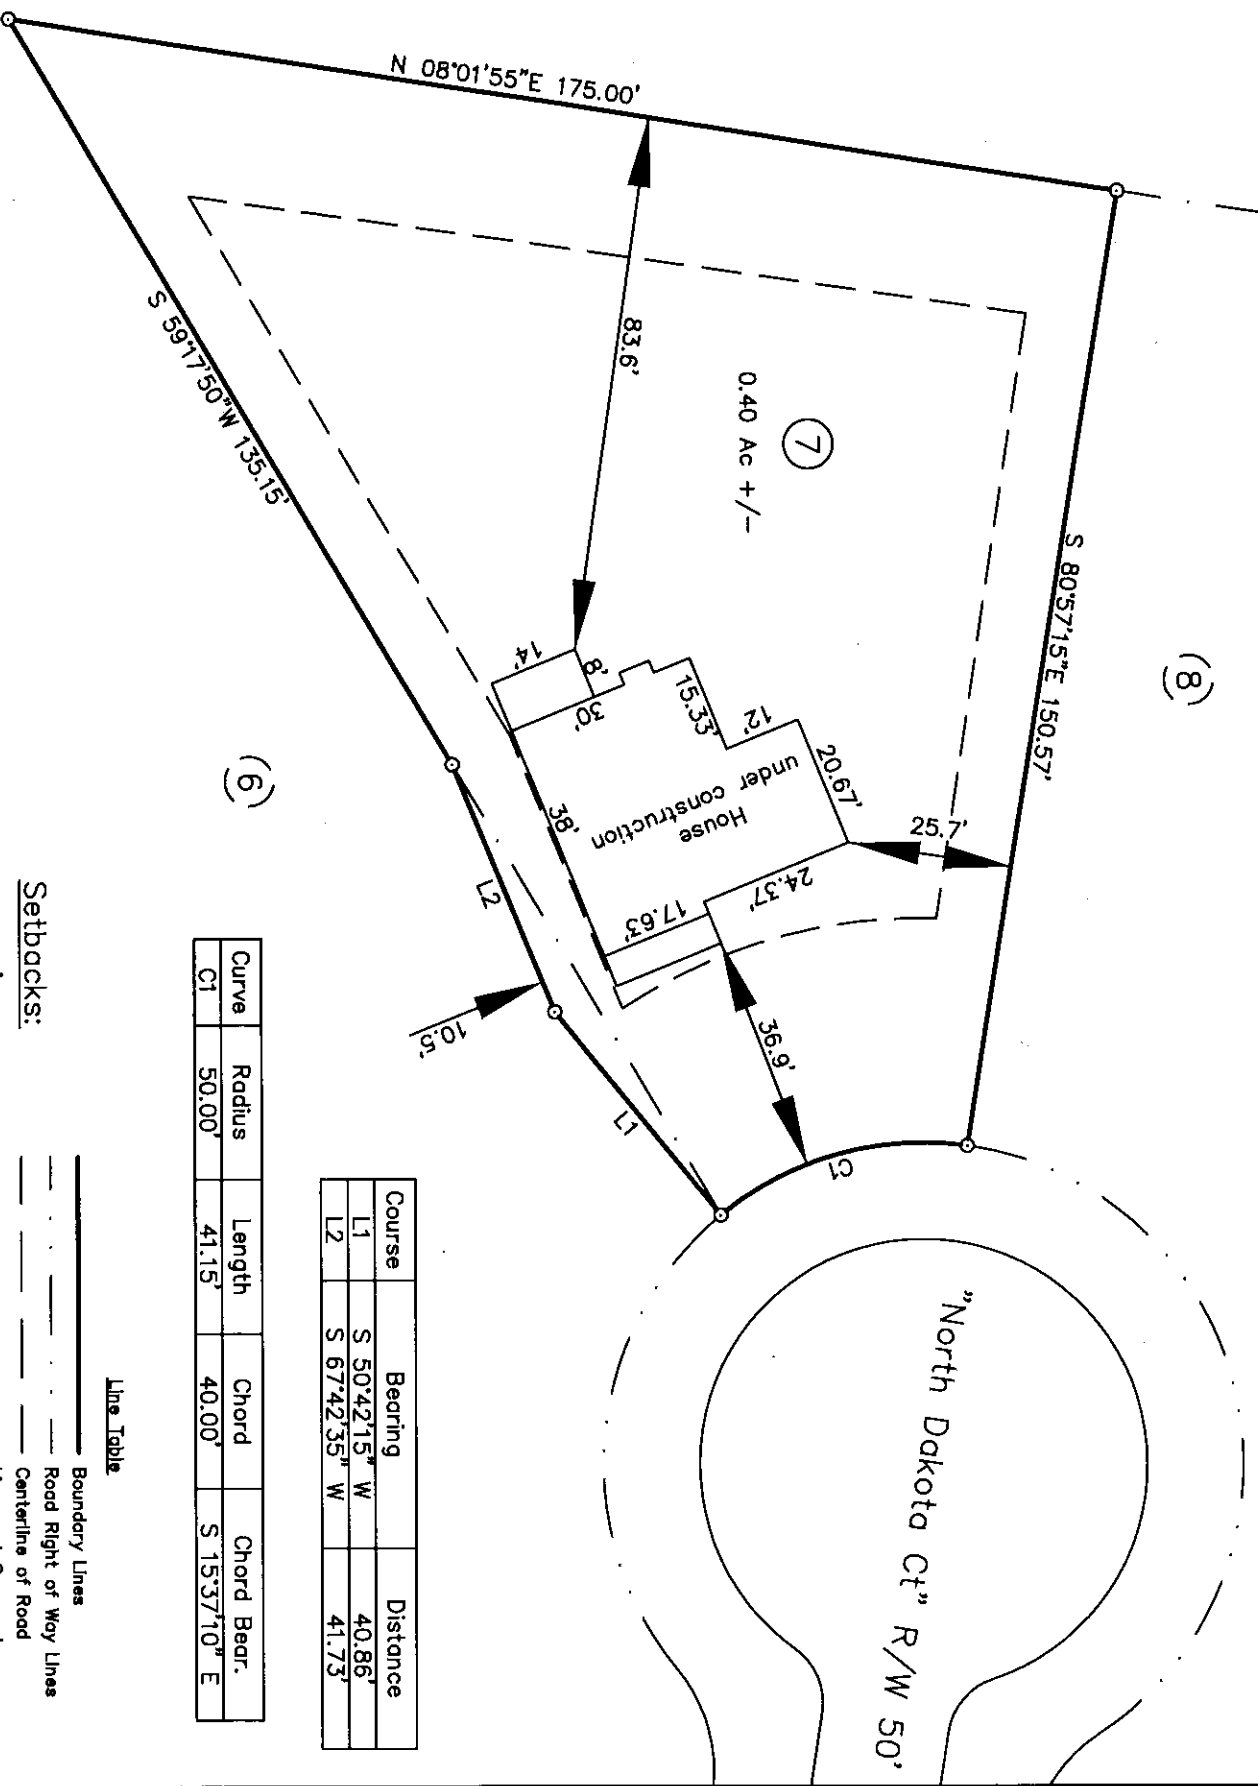 N 08°01'55"E 175.00'
S 80°57'15"E 150.57'
(8)
83.6'
7
0.40 Ac +/-
S 59°17'50"W 135.15'
14'
8'
30'
15.33'
12'
20.67'
25.7'
House
under construction
38'
24.37'
17.63'
36.9'
10.5'
L2
L1
C1
(6)
"North Dakota Ct" R/W 50'
Course Bearing Distance
L1 S 50°42'15" W 40.86'
L2 S 67°42'35" W 41.73'
Curve Radius Length Chord Chord Bear.
C1 50.00' 41.15' 40.00' S 15°37'10" E
Setbacks:
Line Table
Boundary Lines
Road Right of Way Lines
Centerline of Road